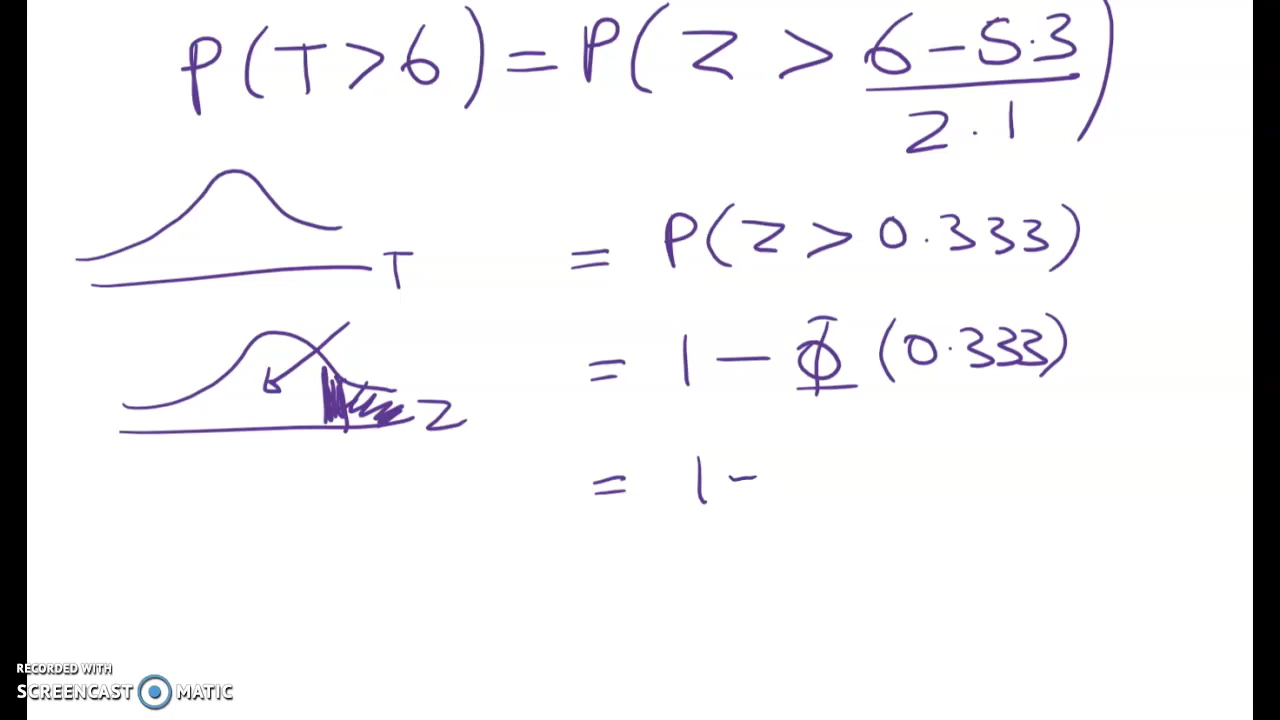 P(T>6) = P(Z > 6-5.3/2.1)
T
= P(Z > 0.333)
= 1 - Φ(0.333)
Z
= 1 -
RECORDED WITH
SCREENCAST MATIC